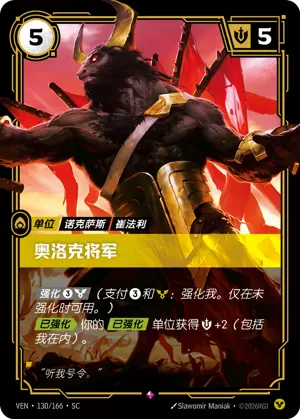 5
5
单位 诺克萨斯 崔法利
奥洛克将军
强化 3 （支付 3 和 ：强化我。仅在未
强化时可用。）
已强化 你的 已强化 单位获得 +2（包括
我在内）。
“听我号令。”
VEN • 130/166 • SC
Slawomir Maniak • ©2026RGI